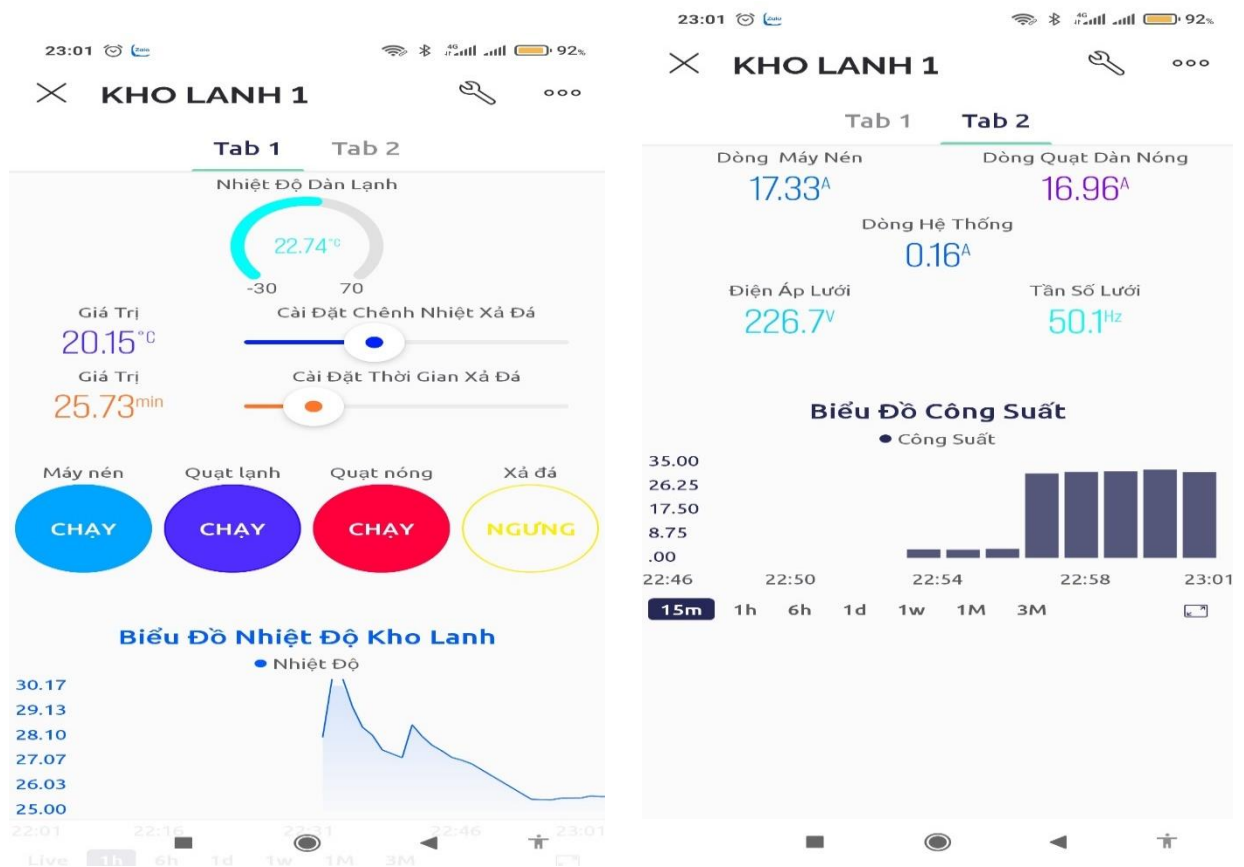 23:01 Zalo 4G 92%
KHO LANH 1
Tab 1 Tab 2
Nhiệt Độ Dàn Lạnh
22.74°C
-30 70
Giá Trị Cài Đặt Chênh Nhiệt Xả Đá
20.15°C
Giá Trị Cài Đặt Thời Gian Xả Đá
25.73min
Máy nén Quạt lạnh Quạt nóng Xả đá
CHẠY CHẠY CHẠY NGƯNG
Biểu Đồ Nhiệt Độ Kho Lanh
Nhiệt Độ
30.17
29.13
28.10
27.07
26.03
25.00
22:01 22:16 22:31 22:46 23:01
Live 1h 6h 1d 1w 1M 3M
23:01 Zalo 4G 92%
KHO LANH 1
Tab 1 Tab 2
Dòng Máy Nén Dòng Quạt Dàn Nóng
17.33A 16.96A
Dòng Hệ Thống
0.16A
Điện Áp Lưới Tần Số Lưới
226.7V 50.1Hz
Biểu Đồ Công Suất
Công Suất
35.00
26.25
17.50
8.75
.00
22:46 22:50 22:54 22:58 23:01
15m 1h 6h 1d 1w 1M 3M